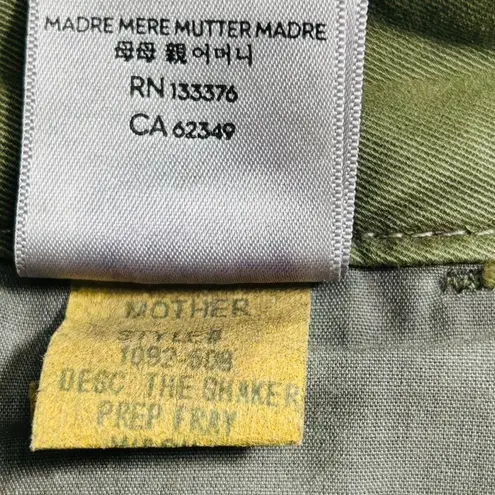 MADRE MERE MUTTER MADRE
母母 親 어머니
RN 133376
CA 62349
MOTHER
STYLE#
1092-608
DESC THE SHAKER
PREP FRAY